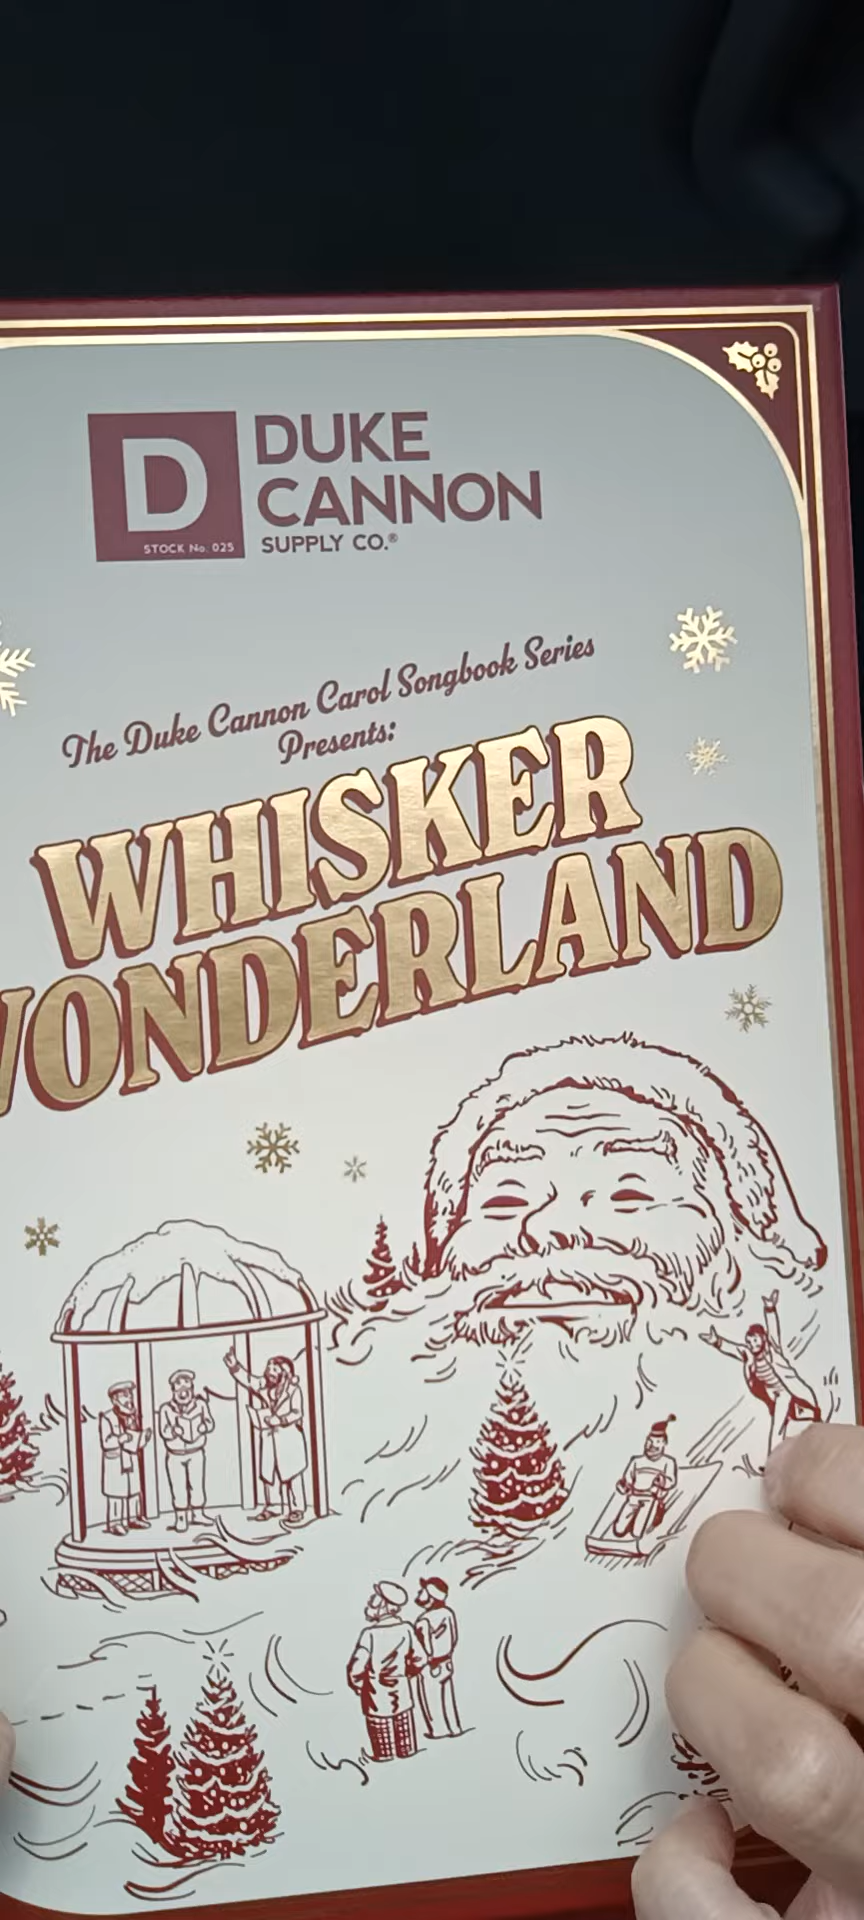 D
STOCK No. 025
DUKE
CANNON
SUPPLY CO.®
The Duke Cannon Carol Songbook Series
Presents:
WHISKER
WONDERLAND